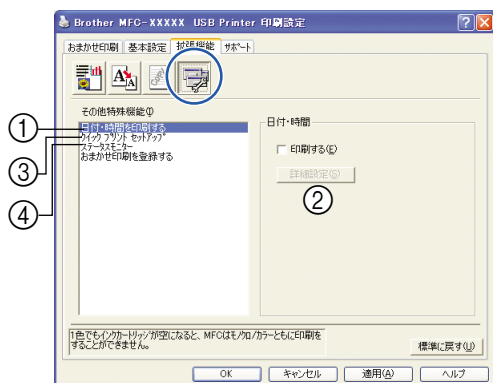 Brother MFC-XXXXX USB Printer 印刷設定
おまかせ印刷 基本設定 拡張機能 サポート
その他特殊機能(I)
① 日付・時間を印刷する
③ クイック プリント セットアップ
④ ステータスモニター
おまかせ印刷を登録する
日付・時間
印刷する(E)
詳細設定(S)
②
1色でもインクカートリッジが空になると、MFCはモノクロ/カラーともに印刷を
することができません。
標準に戻す(U)
OK キャンセル 適用(A) ヘルプ